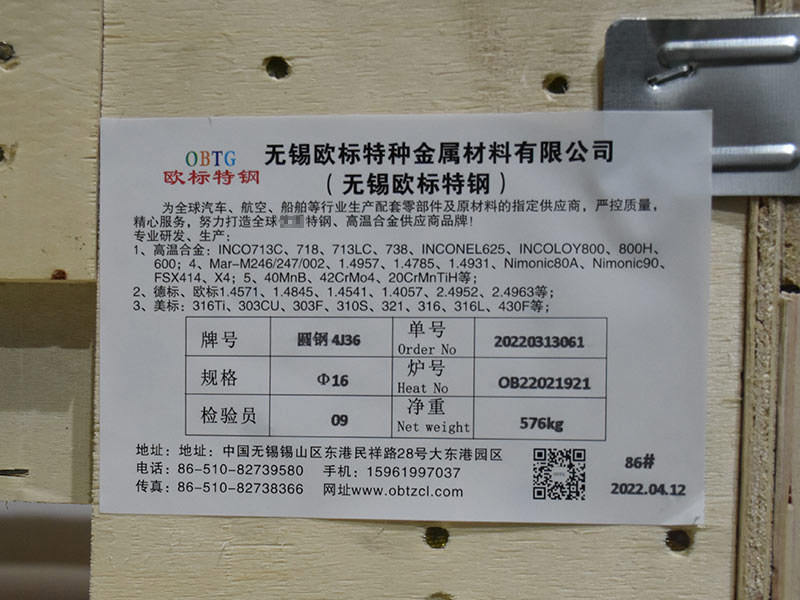 OBTG
欧标特钢
无锡欧标特种金属材料有限公司
（无锡欧标特钢）
为全球汽车、航空、船舶等行业生产配套零部件及原材料的指定供应商，严控质量，
精心服务，努力打造全球 特钢、高温合金供应商品牌!
专业研发、生产：
1、高温合金：INCO713C、718、713LC、738、INCONEL625、INCOLOY800、800H、
600；4、Mar-M246/247/002、1.4957、1.4785、1.4931、Nimonic80A、Nimonic90、
FSX414、X4；5、40MnB、42CrMo4、20CrMnTiH等；
2、德标、欧标1.4571、1.4845、1.4541、1.4057、2.4952、2.4963等；
3、美标：316Ti、303CU、303F、310S、321、316、316L、430F等；
牌号 圆钢 4J36 单号 Order No 20220313061
规格 Φ16 炉号 Heat No OB22021921
检验员 09 净重 Net weight 576kg
地址：地址：中国无锡锡山区东港民祥路28号大东港园区
电话：86-510-82739580 手机：15961997037
传真：86-510-82738366 网址www.obtzcl.com
86#
2022.04.12